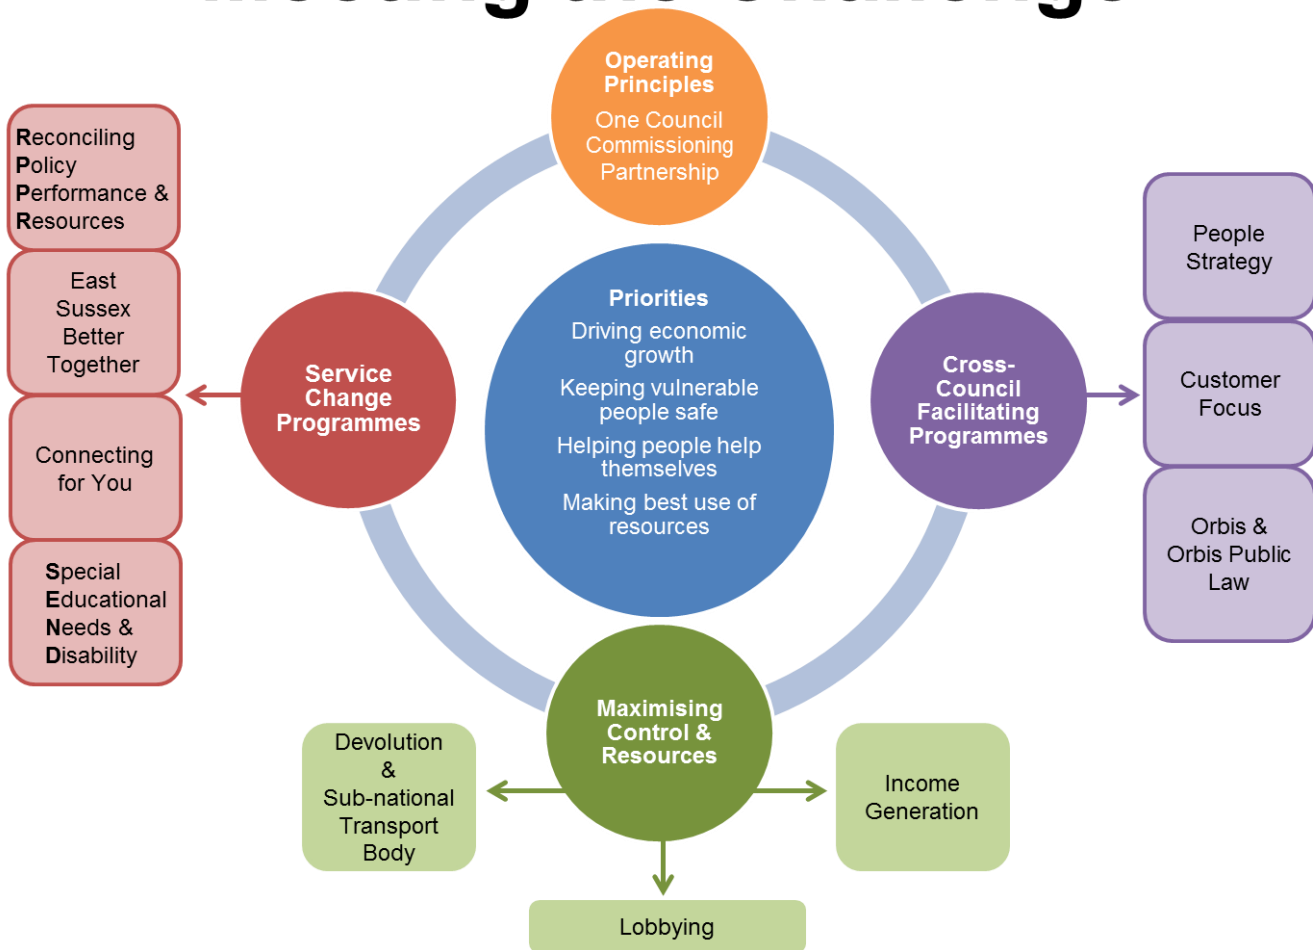 Meeting the Challenge
Operating
Principles
One Council
Commissioning
Partnership
Reconciling
Policy
Performance &
Resources
East
Sussex
Better
Together
Connecting
for You
Special
Educational
Needs &
Disability
Service
Change
Programmes
Priorities
Driving economic
growth
Keeping vulnerable
people safe
Helping people help
themselves
Making best use of
resources
Cross-
Council
Facilitating
Programmes
People
Strategy
Customer
Focus
Orbis &
Orbis Public
Law
Maximising
Control &
Resources
Devolution
&
Sub-national
Transport
Body
Income
Generation
Lobbying